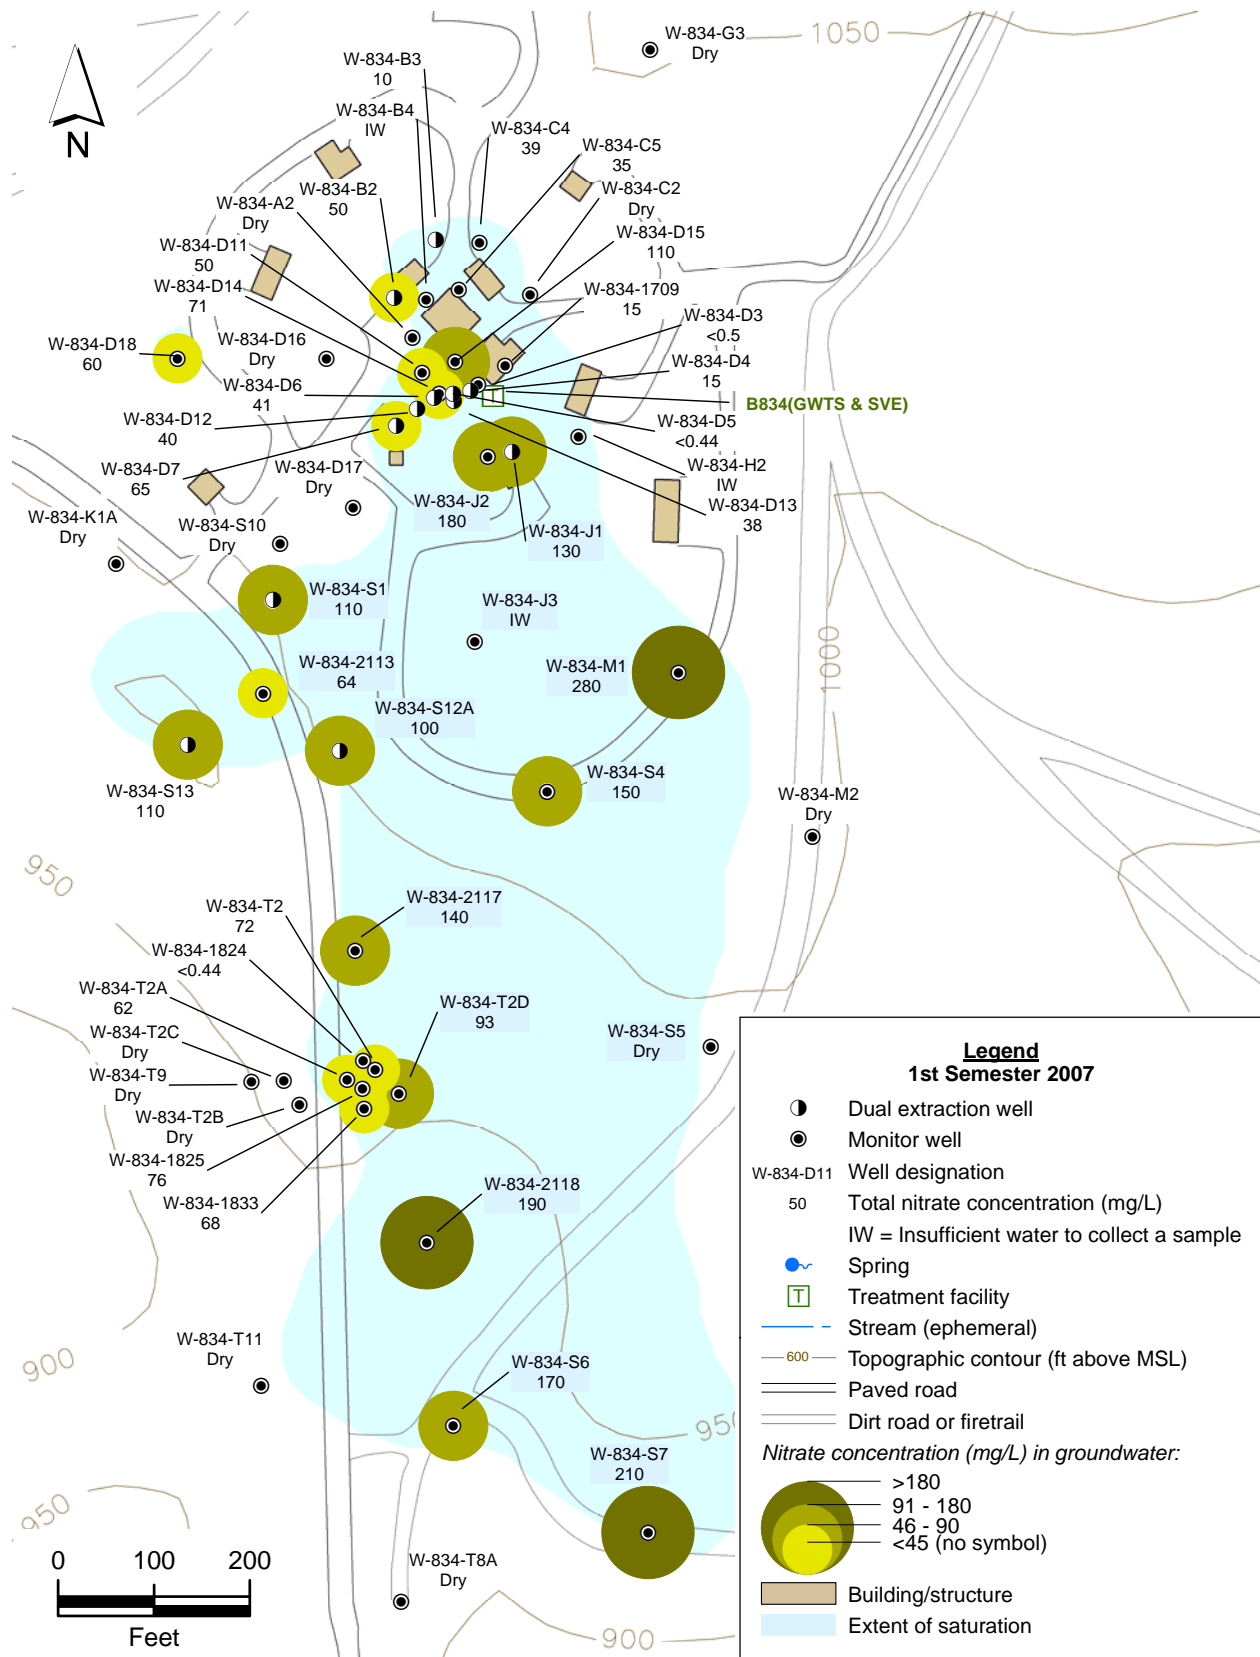 1050
W-834-G3
Dry
W-834-B3
10
N
W-834-B4
IW
W-834-C4
39
W-834-C5
35
W-834-B2
50
W-834-C2
Dry
W-834-A2
Dry
W-834-D15
110
W-834-D11
50
W-834-D14
71
W-834-1709
15
W-834-D3
<0.5
W-834-D18
60
W-834-D16
Dry
W-834-D4
15
W-834-D6
41
T
B834(GWTS & SVE)
W-834-D12
40
W-834-D5
<0.44
W-834-D7
65
W-834-D17
Dry
W-834-H2
IW
W-834-J2
180
W-834-D13
38
W-834-K1A
Dry
W-834-S10
Dry
W-834-J1
130
W-834-S1
110
W-834-J3
IW
1000
W-834-2113
64
W-834-M1
280
W-834-S12A
100
W-834-S13
110
W-834-S4
150
W-834-M2
Dry
950
W-834-T2
72
W-834-2117
140
W-834-1824
<0.44
W-834-T2A
62
W-834-T2D
93
W-834-T2C
Dry
W-834-S5
Dry
W-834-T9
Dry
W-834-T2B
Dry
W-834-1825
76
W-834-1833
68
W-834-2118
190
W-834-T11
Dry
900
W-834-S6
170
950
W-834-S7
210
950
0 100 200
Feet
W-834-T8A
Dry
900
Legend
1st Semester 2007
Dual extraction well
Monitor well
W-834-D11 Well designation
50 Total nitrate concentration (mg/L)
IW = Insufficient water to collect a sample
Spring
T Treatment facility
Stream (ephemeral)
600 Topographic contour (ft above MSL)
Paved road
Dirt road or firetrail
Nitrate concentration (mg/L) in groundwater:
>180
91 - 180
46 - 90
<45 (no symbol)
Building/structure
Extent of saturation